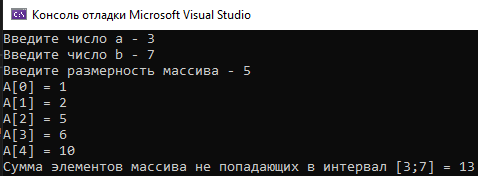 Консоль отладки Microsoft Visual Studio
Введите число a - 3
Введите число b - 7
Введите размерность массива - 5
A[0] = 1
A[1] = 2
A[2] = 5
A[3] = 6
A[4] = 10
Сумма элементов массива не попадающих в интервал [3;7] = 13